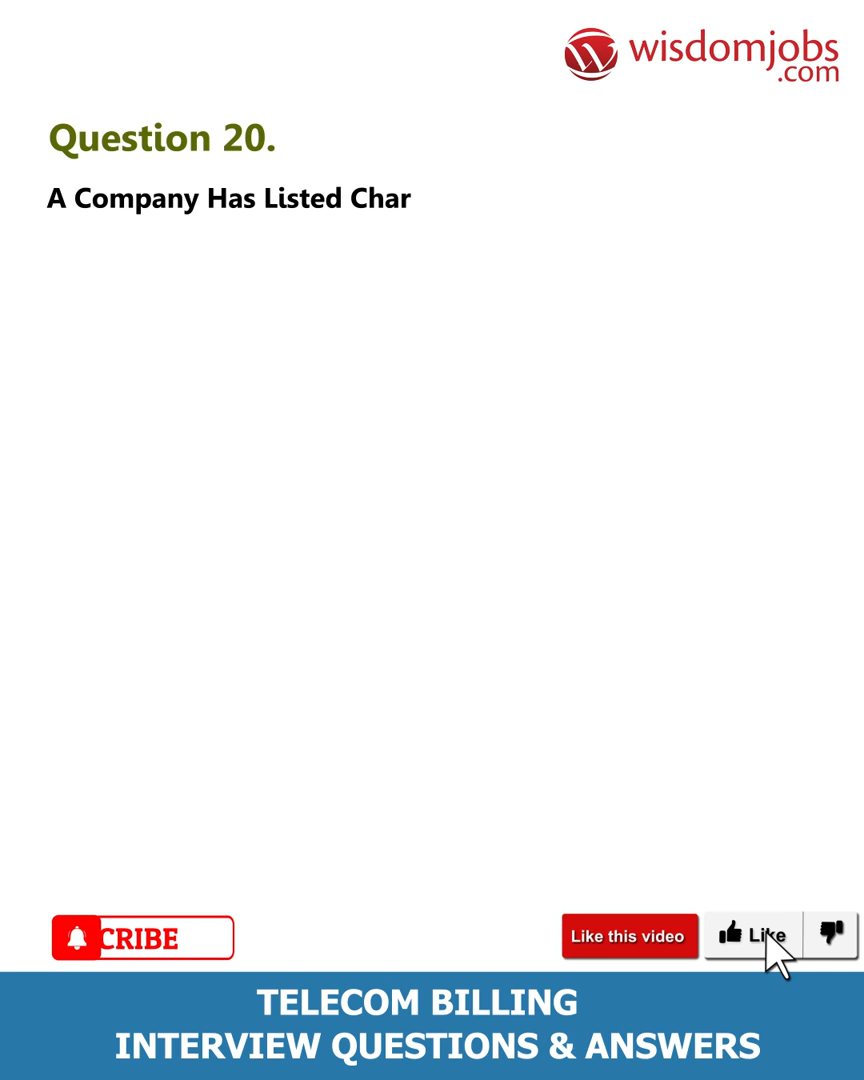 wisdomjobs
.com
Question 20.
A Company Has Listed Char
CRIBE
Like this video
Like
TELECOM BILLING
INTERVIEW QUESTIONS & ANSWERS